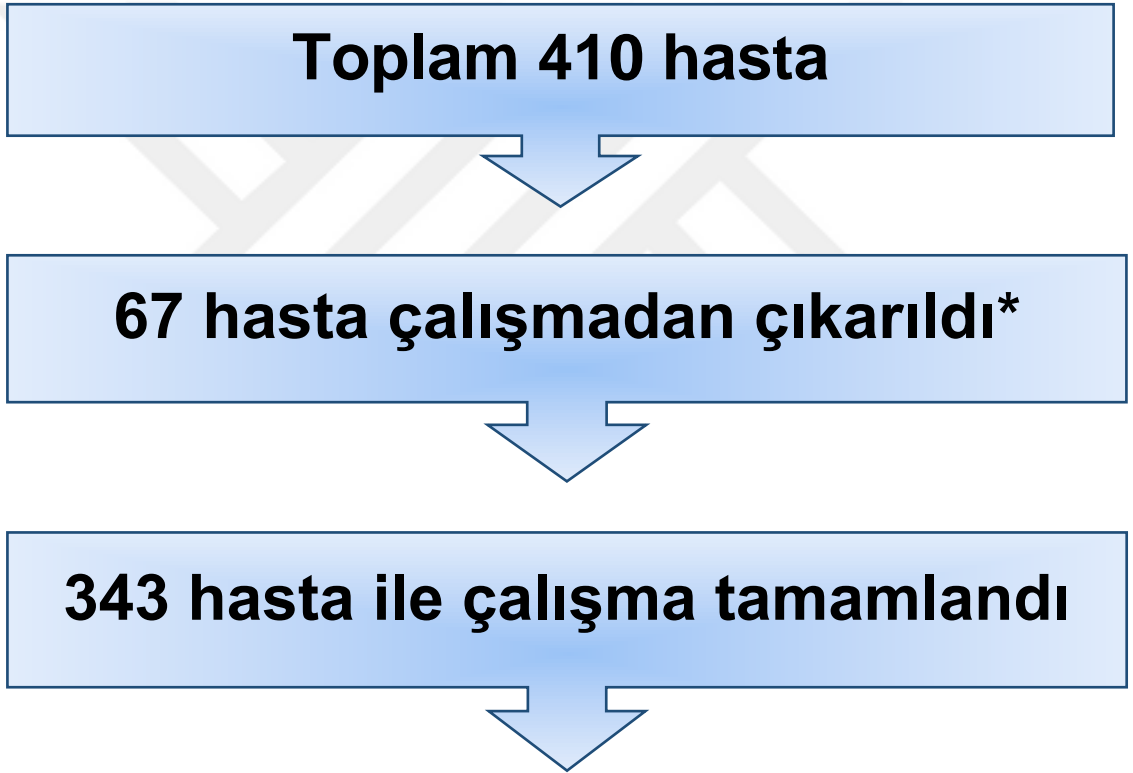 Toplam 410 hasta
67 hasta çalışmadan çıkarıldı*
343 hasta ile çalışma tamamlandı